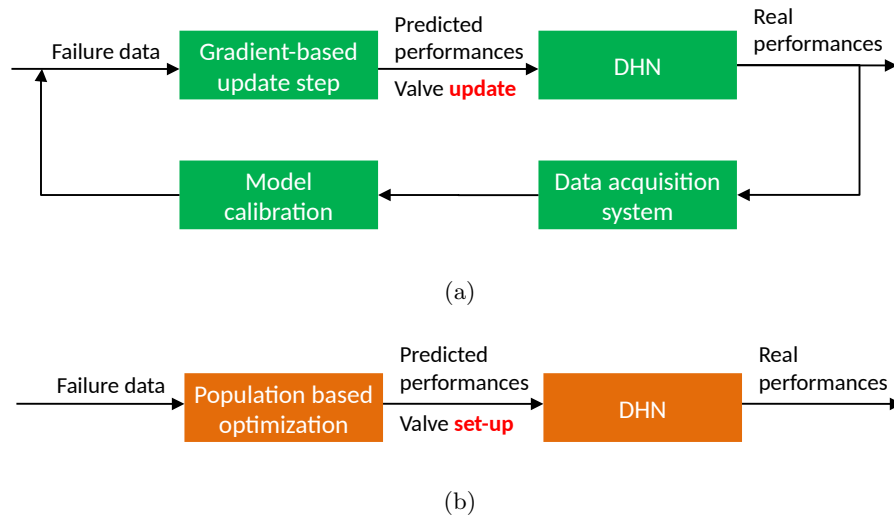 Failure data
Gradient-based
update step
Predicted
performances
Valve update
DHN
Real
performances
Model
calibration
Data acquisition
system
(a)
Failure data
Population based
optimization
Predicted
performances
Valve set-up
DHN
Real
performances
(b)